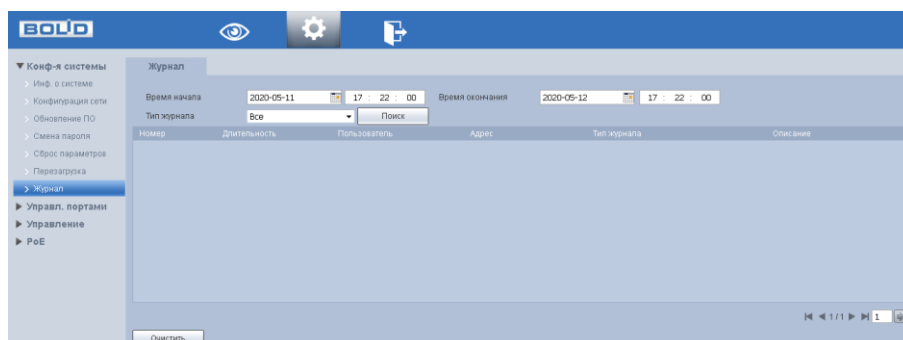 BOLID
Конф-я системы
Журнал
Инф. о системе
Конфигурация сети
Время начала 2020-05-11 17 : 22 : 00 Время окончания 2020-05-12 17 : 22 : 00
Обновление ПО
Тип журнала Все Поиск
Смена пароля
Номер Длительность Пользователь Адрес Тип журнала Описание
Сброс параметров
Перезагрузка
Журнал
Управл. портами
Управление
PoE
1/1 1
Очистить